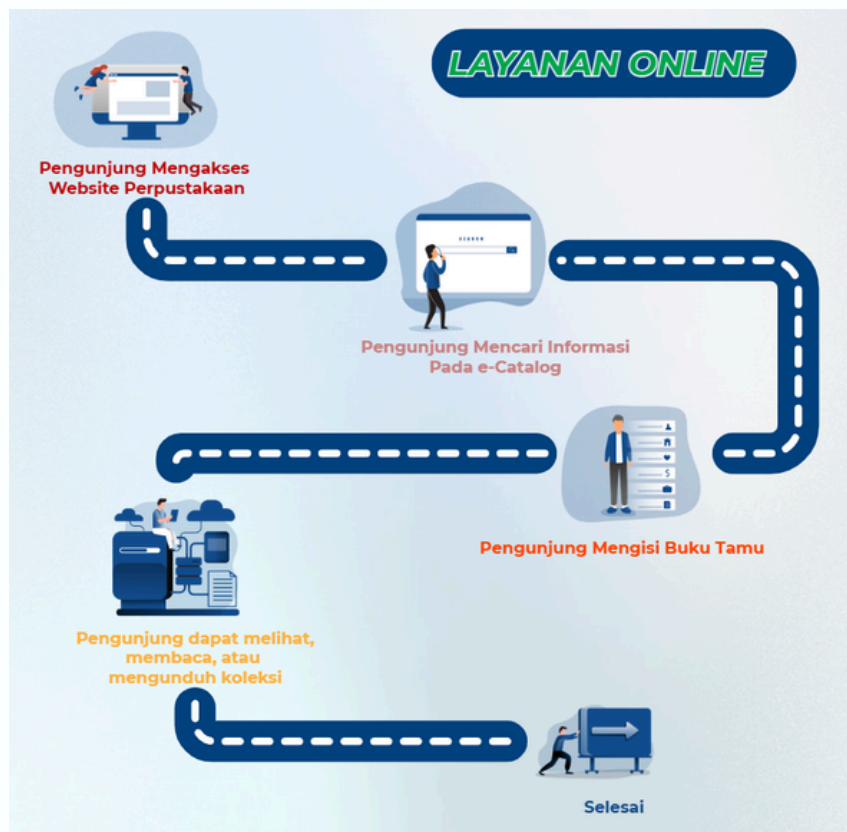 LAYANAN ONLINE
Pengunjung Mengakses
Website Perpustakaan
SEARCH
Pengunjung Mencari Informasi
Pada e-Catalog
$
Pengunjung Mengisi Buku Tamu
Pengunjung dapat melihat,
membaca, atau
mengunduh koleksi
Selesai